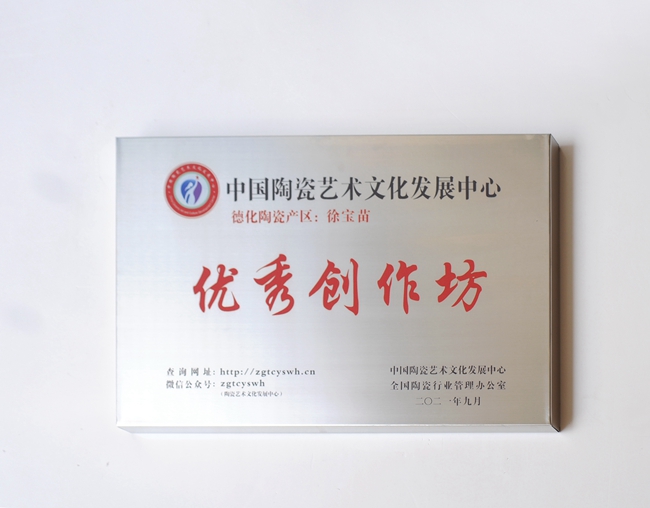 中国陶瓷艺术文化发展中心
德化陶瓷产区：徐宝苗
优秀创作坊
查询网址：http://zgtcyswh.cn
微信公众号：zgtcyswh
（陶瓷艺术文化发展中心）
中国陶瓷艺术文化发展中心
全国陶瓷行业管理办公室
二〇二一年九月